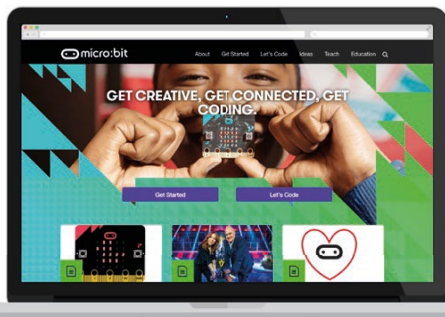 micro:bit
About Get Started Let's Code Ideas Teach Education
GET CREATIVE, GET CONNECTED, GET
CODING.
Get Started Let's Code